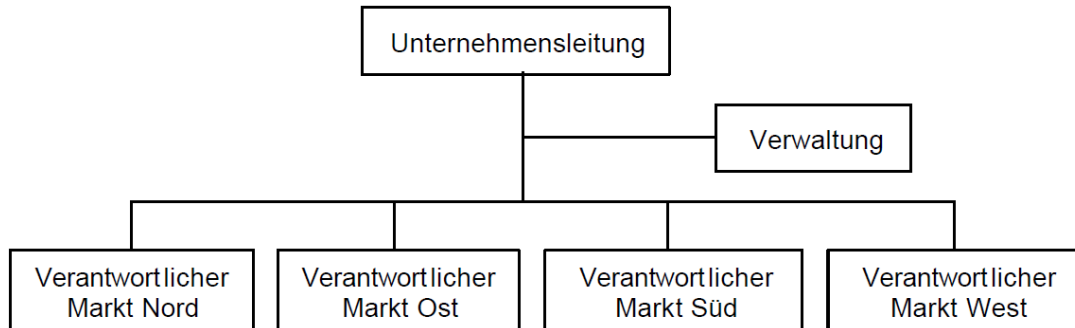 Unternehmensleitung
Verwaltung
Verantwortlicher
Markt Nord
Verantwortlicher
Markt Ost
Verantwortlicher
Markt Süd
Verantwortlicher
Markt West